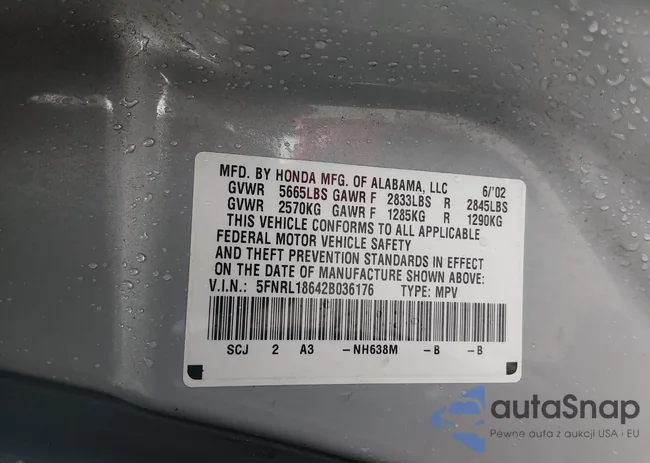 MFD. BY HONDA MFG. OF ALABAMA, LLC 6/'02
GVWR 5665LBS GAWR F 2833LBS R 2845LBS
GVWR 2570KG GAWR F 1285KG R 1290KG
THIS VEHICLE CONFORMS TO ALL APPLICABLE
FEDERAL MOTOR VEHICLE SAFETY
AND THEFT PREVENTION STANDARDS IN EFFECT
ON THE DATE OF MANUFACTURE SHOWN ABOVE:
V.I.N.: 5FNRL18642B036176 TYPE: MPV
SCJ 2 A3 -NH638M -B -B
autaSnap
Pewne auta z aukcji USA i EU